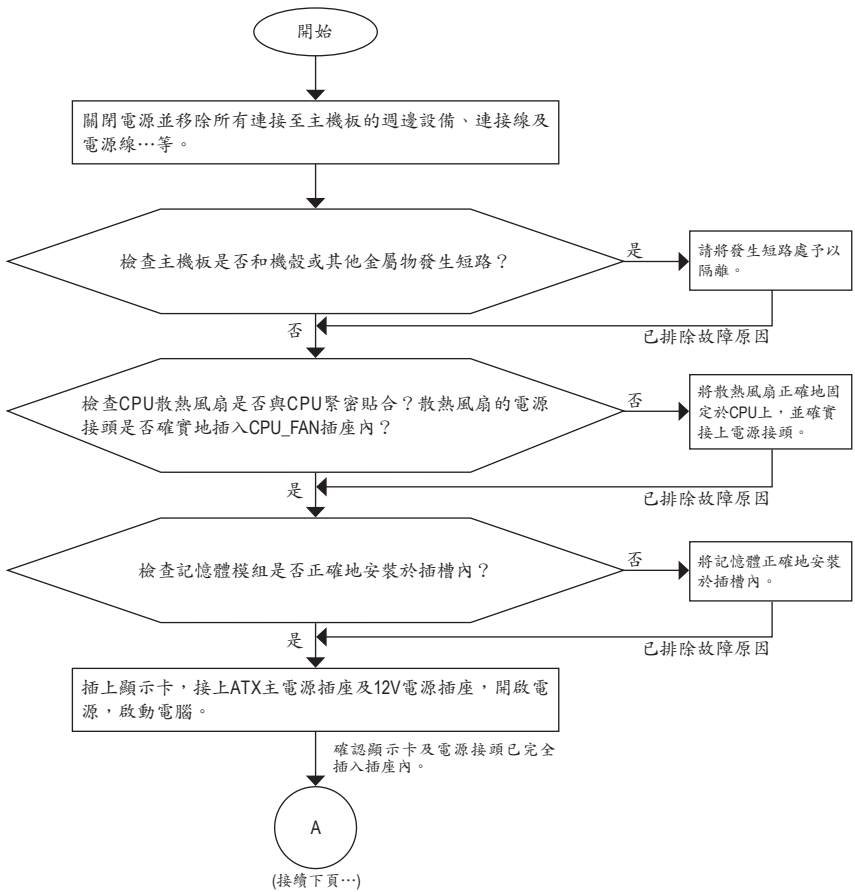 開始
關閉電源並移除所有連接至主機板的週邊設備、連接線及
電源線…等。
檢查主機板是否和機殼或其他金屬物發生短路？
是
請將發生短路處予以
隔離。
否
已排除故障原因
檢查CPU散熱風扇是否與CPU緊密貼合？散熱風扇的電源
接頭是否確實地插入CPU_FAN插座內？
否
將散熱風扇正確地固
定於CPU上，並確實
接上電源接頭。
是
已排除故障原因
檢查記憶體模組是否正確地安裝於插槽內？
否
將記憶體正確地安裝
於插槽內。
是
已排除故障原因
插上顯示卡，接上ATX主電源插座及12V電源插座，開啟電
源，啟動電腦。
確認顯示卡及電源接頭已完全
插入插座內。
A
(接續下頁…)